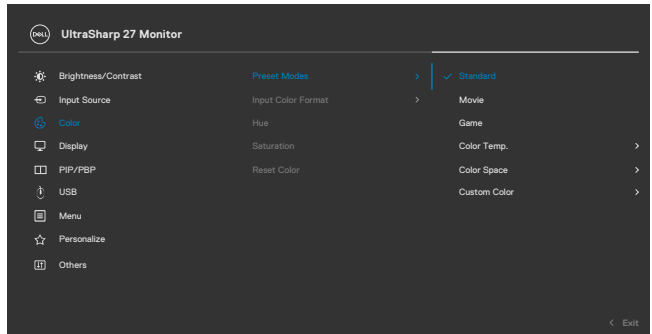 DELL UltraSharp 27 Monitor
Brightness/Contrast Preset Modes > ✓ Standard
Input Source Input Color Format > Movie
Color Hue Game
Display Saturation Color Temp. >
PIP/PBP Reset Color Color Space >
USB Custom Color >
Menu
Personalize
Others
< Exit